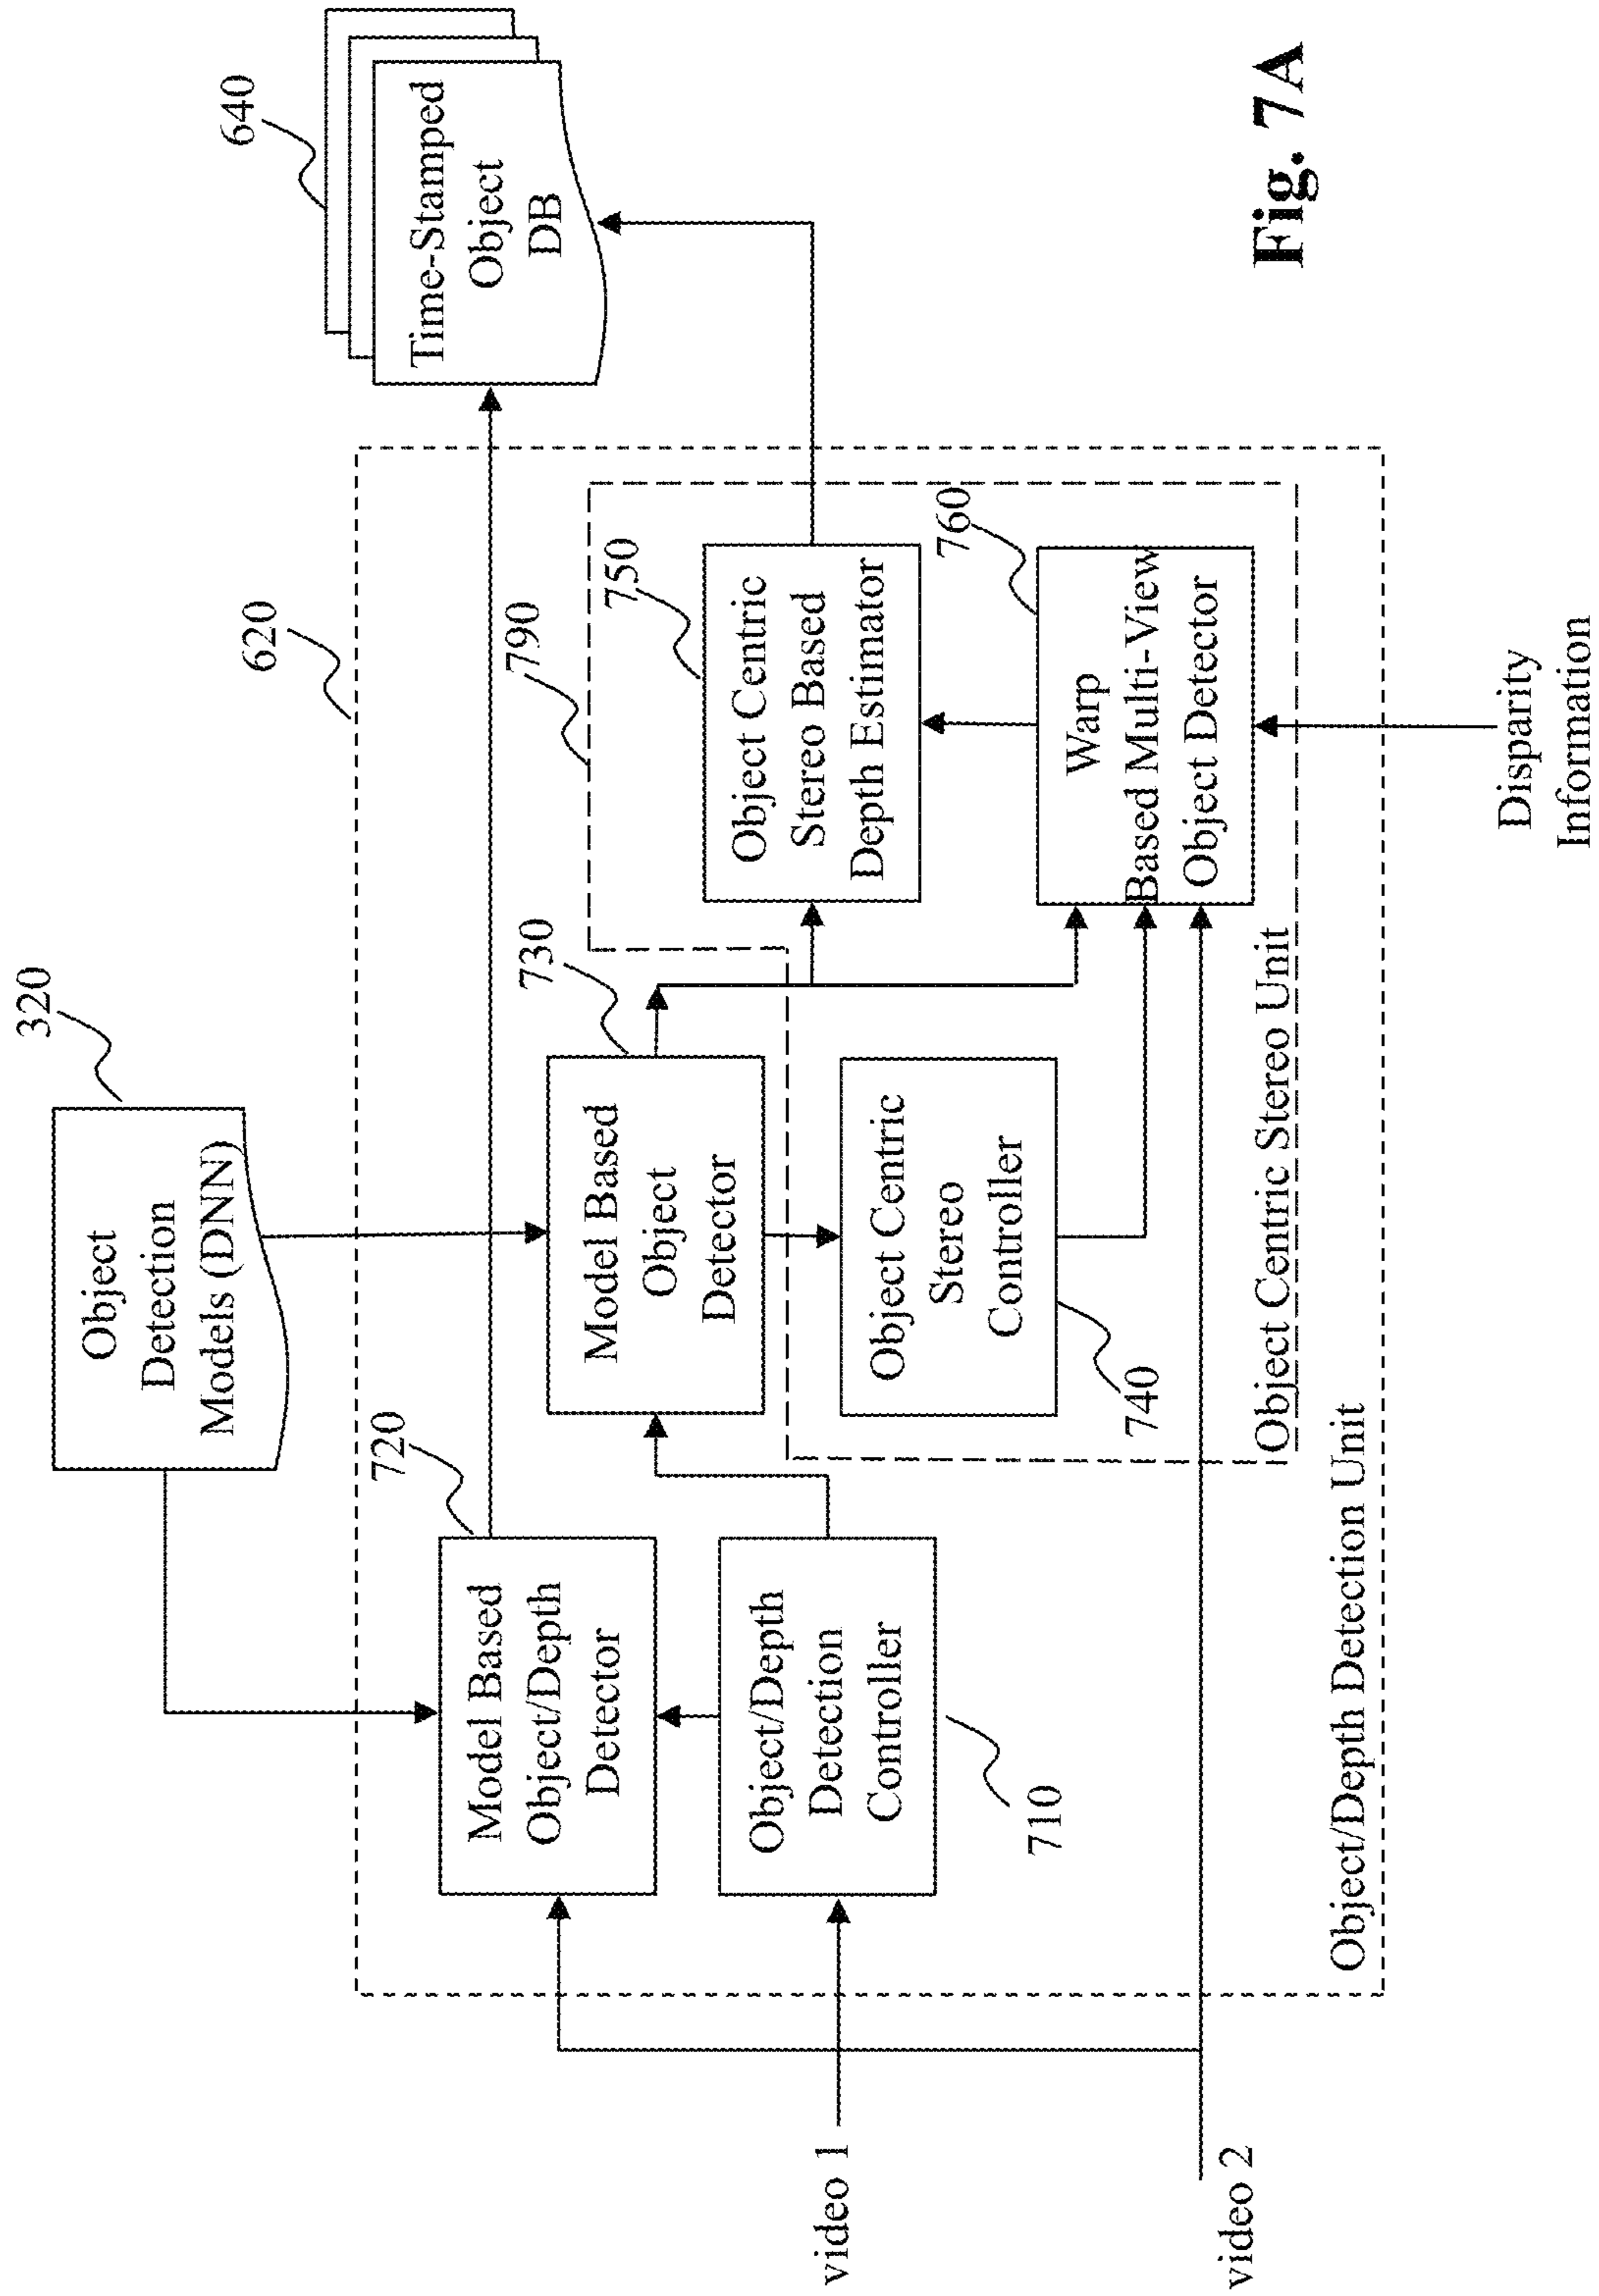 320
Object
Detection
Models (DNN)
640
Time-Stamped
Object
DB
620
720
Model Based
Object/Depth
Detector
730
Model Based
Object
Detector
790
750
Object Centric
Stereo Based
Depth Estimator
video 1
Object/Depth
Detection
Controller
710
Object Centric
Stereo
Controller
740
760
Warp
Based Multi-View
Object Detector
video 2
Object Centric Stereo Unit
Object/Depth Detection Unit
Disparity
Information
Fig. 7A